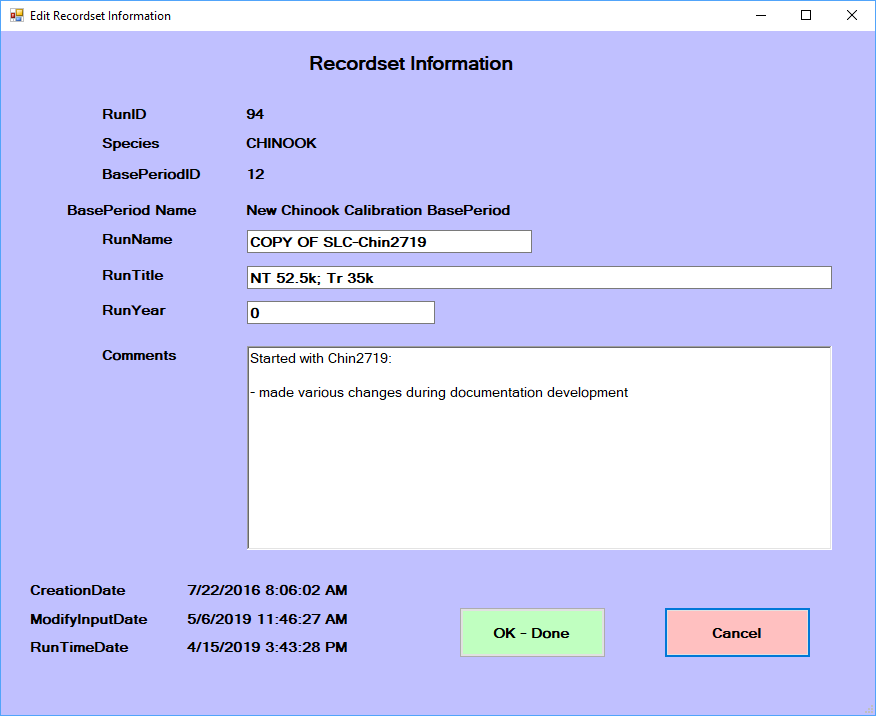 Edit Recordset Information
Recordset Information
RunID 94
Species CHINOOK
BasePeriodID 12
BasePeriod Name New Chinook Calibration BasePeriod
RunName COPY OF SLC-Chin2719
RunTitle NT 52.5k; Tr 35k
RunYear 0
Comments Started with Chin2719:
- made various changes during documentation development
CreationDate 7/22/2016 8:06:02 AM
ModifyInputDate 5/6/2019 11:46:27 AM
RunTimeDate 4/15/2019 3:43:28 PM
OK - Done Cancel